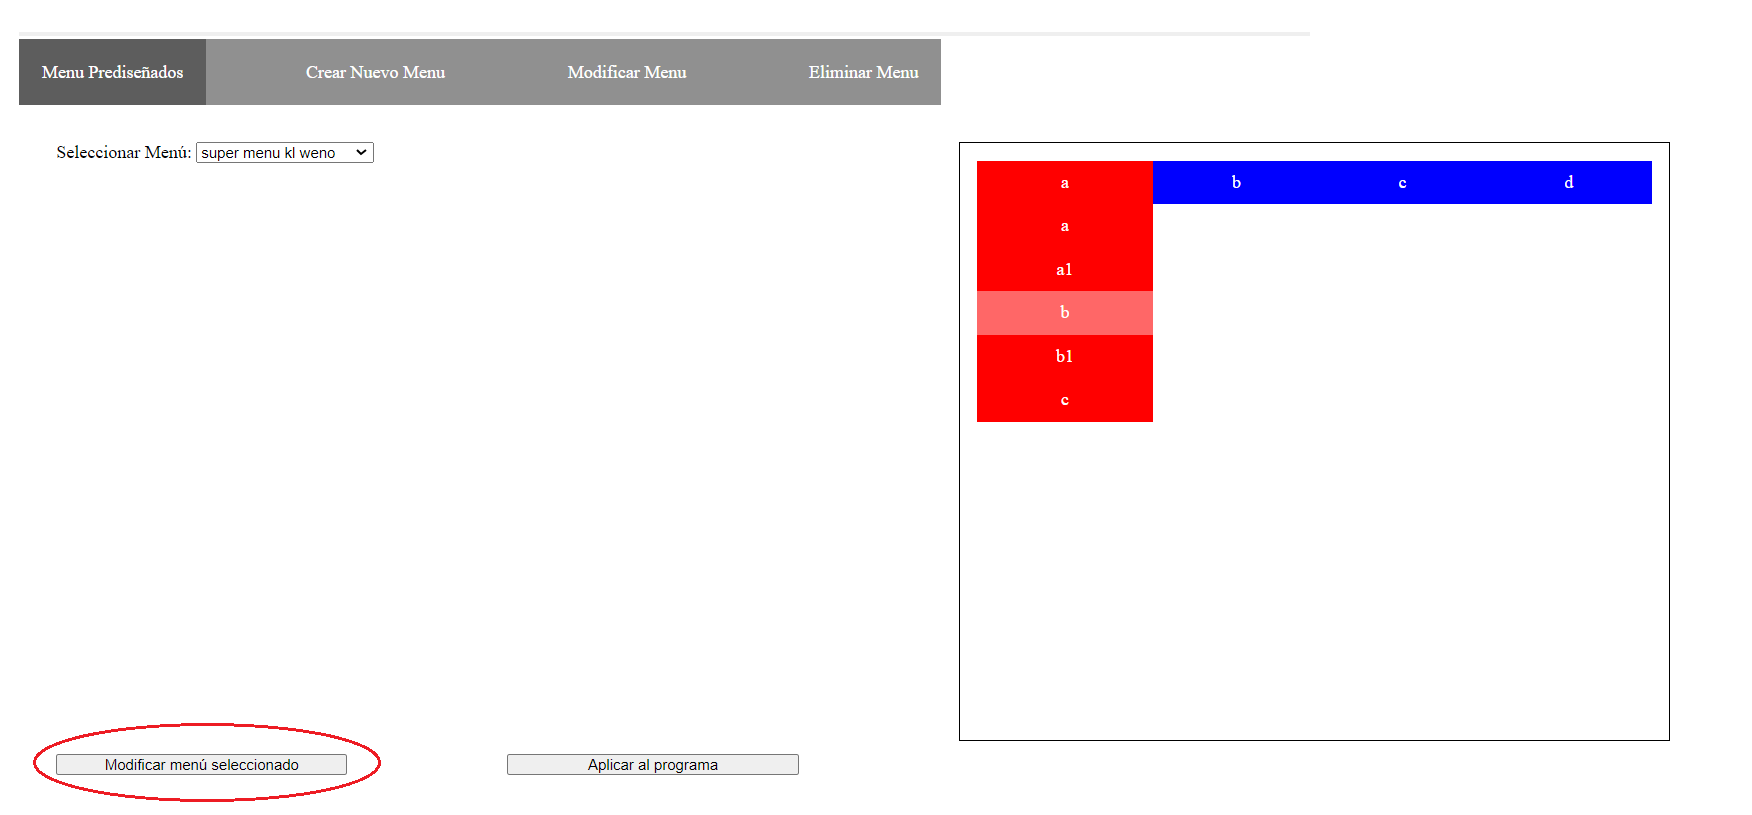 Menu Prediseñados Crear Nuevo Menu Modificar Menu Eliminar Menu
Seleccionar Menú: super menu kl weno
a b c d
a
a1
b
b1
c
Modificar menú seleccionado Aplicar al programa